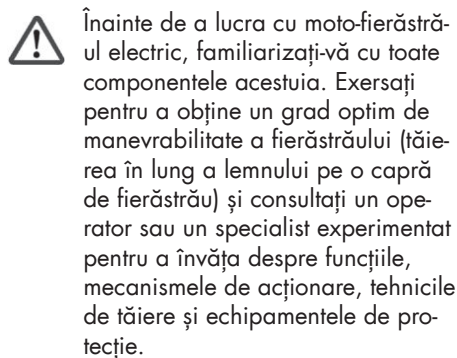 Înainte de a lucra cu moto-fierăstră-
ul electric, familiarizați-vă cu toate
componentele acestuia. Exersați
pentru a obține un grad optim de
manevrabilitate a fierăstrăului (tăie-
rea în lung a lemnului pe o capră
de fierăstrău) și consultați un ope-
rator sau un specialist experimentat
pentru a învăța despre funcțiile,
mecanismele de acționare, tehnicile
de tăiere și echipamentele de pro-
tecție.